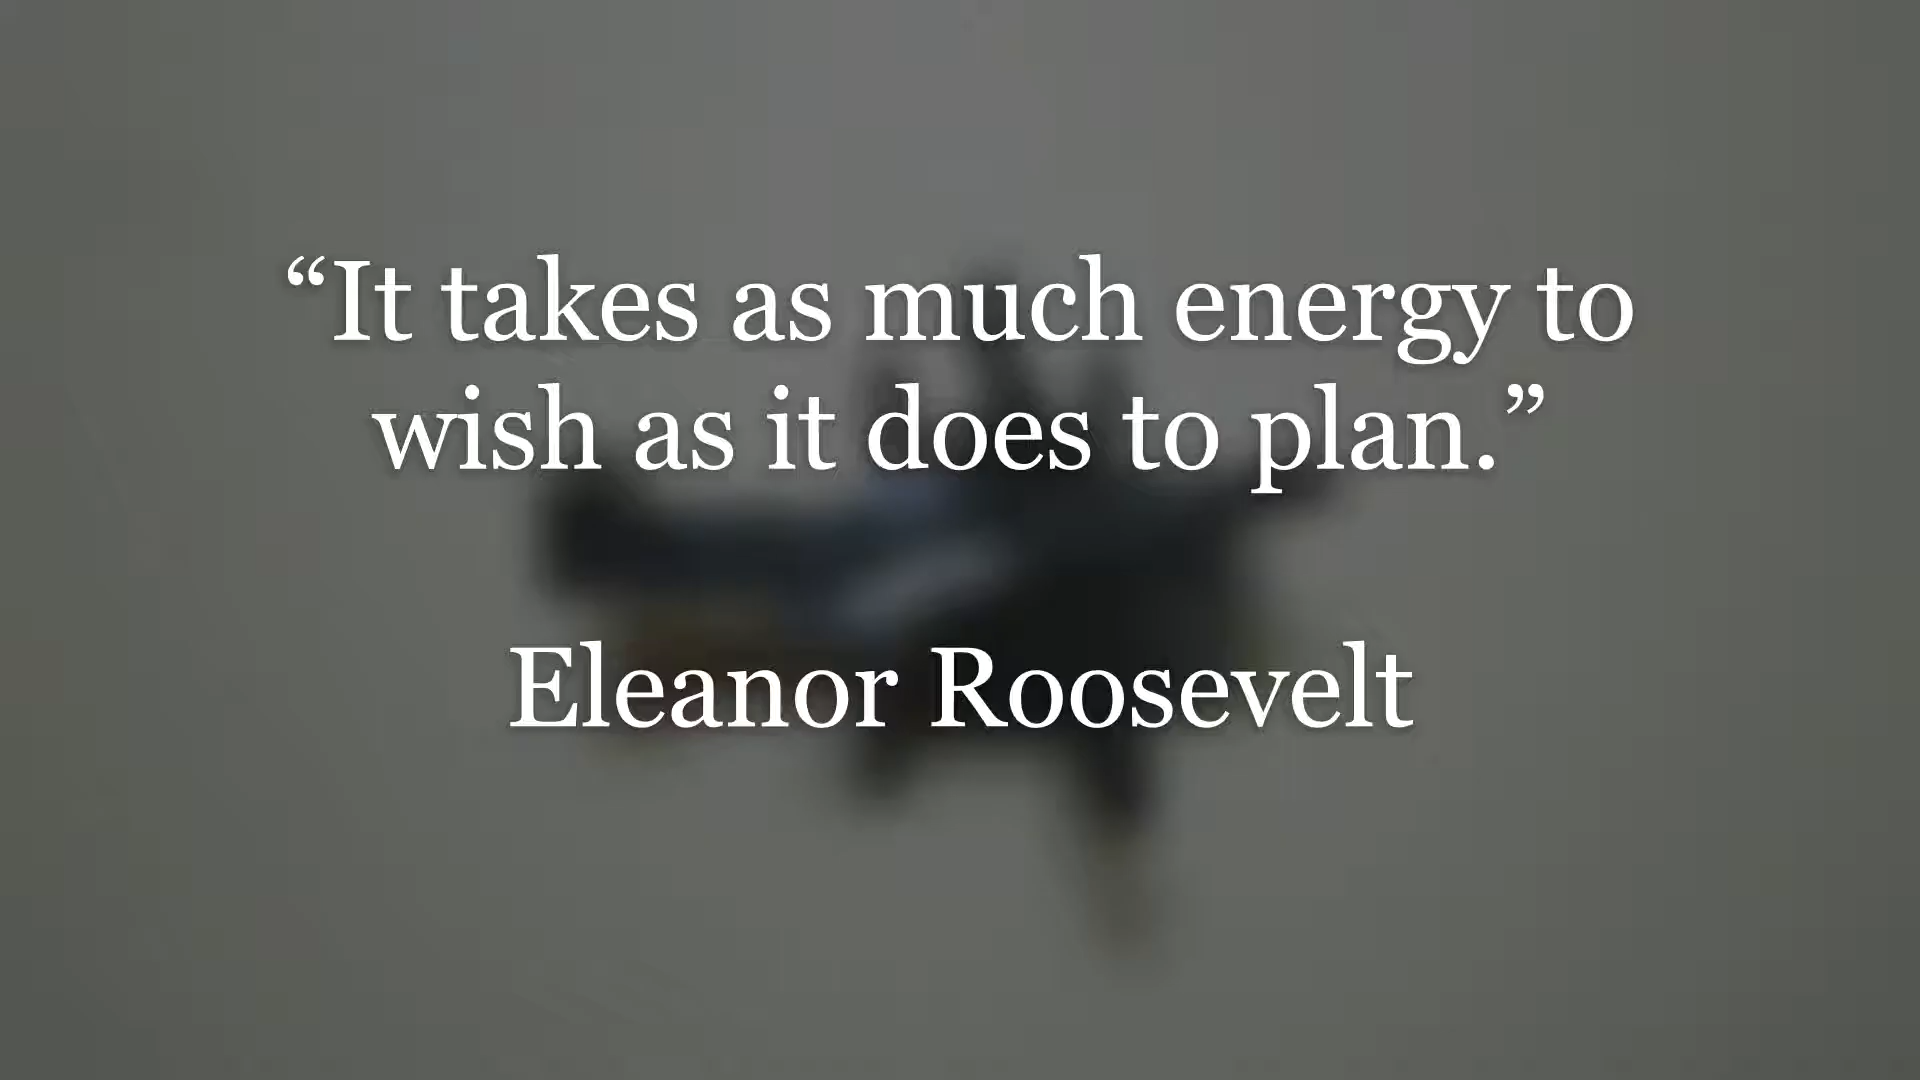 “It takes as much energy to
wish as it does to plan.”
Eleanor Roosevelt